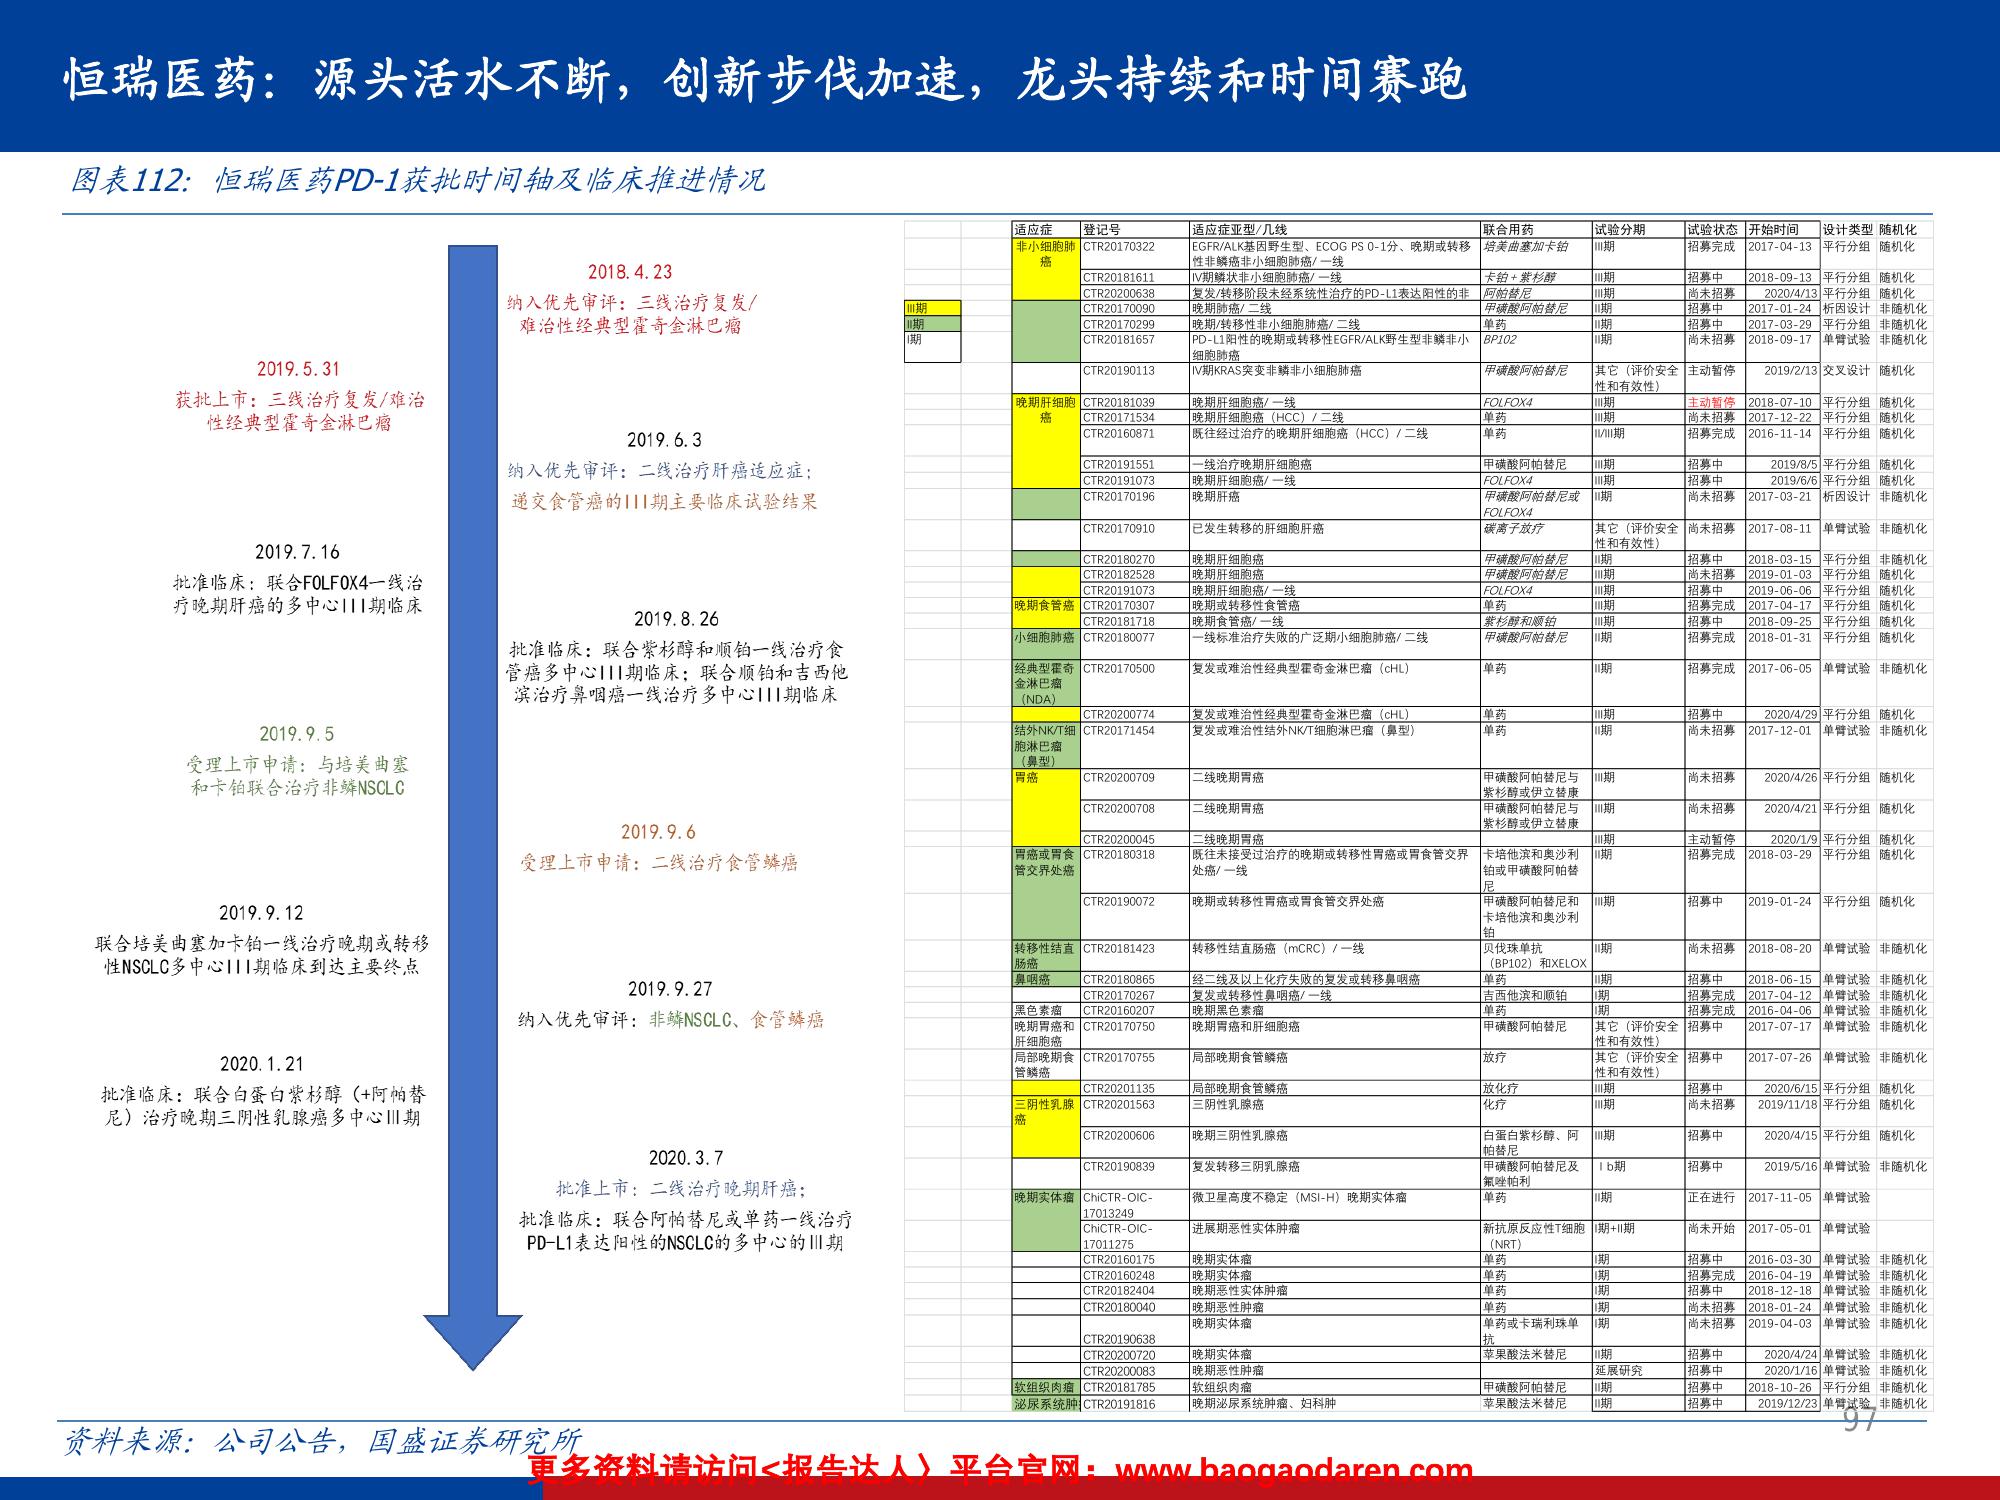 恒瑞医药：源头活水不断，创新步伐加速，龙头持续和时间赛跑
图表112：恒瑞医药PD-1获批时间轴及临床推进情况
2018.4.23
纳入优先审评：三线治疗复发/
难治性经典型霍奇金淋巴瘤
2019.5.31
获批上市：三线治疗复发/难治
性经典型霍奇金淋巴瘤
2019.6.3
纳入优先审评：二线治疗肝癌适应症；
递交食管癌的III期主要临床试验结果
2019.7.16
批准临床：联合FOLFOX4一线治
疗晚期肝癌的多中心III期临床
2019.8.26
批准临床：联合紫杉醇和顺铂一线治疗食
管癌多中心III期临床；联合顺铂和吉西他
滨治疗鼻咽癌一线治疗多中心III期临床
2019.9.5
受理上市申请：与培美曲塞
和卡铂联合治疗非鳞NSCLC
2019.9.6
受理上市申请：二线治疗食管鳞癌
2019.9.12
联合培美曲塞加卡铂一线治疗晚期或转移
性NSCLC多中心III期临床到达主要终点
2019.9.27
纳入优先审评：非鳞NSCLC、食管鳞癌
2020.1.21
批准临床：联合白蛋白紫杉醇（+阿帕替
尼）治疗晚期三阴性乳腺癌多中心Ⅲ期
2020.3.7
批准上市：二线治疗晚期肝癌；
批准临床：联合阿帕替尼或单药一线治疗
PD-L1表达阳性的NSCLC的多中心的Ⅲ期
III期
II期
I期
适应症 登记号 适应症亚型/几线 联合用药 试验分期 试验状态 开始时间 设计类型 随机化
非小细胞肺癌 CTR20170322 EGFR/ALK基因野生型、ECOG PS 0-1分、晚期或转移性非鳞癌非小细胞肺癌/ 一线 培美曲塞加卡铂 III期 招募完成 2017-04-13 平行分组 随机化
CTR20181611 IV期鳞状非小细胞肺癌/ 一线 卡铂+紫杉醇 III期 招募中 2018-09-13 平行分组 随机化
CTR20200638 复发/转移阶段未经系统性治疗的PD-L1表达阳性的非 阿帕替尼 III期 尚未招募 2020/4/13 平行分组 随机化
CTR20170090 晚期肺癌/ 二线 甲磺酸阿帕替尼 II期 招募中 2017-01-24 析因设计 非随机化
CTR20170299 晚期/转移性非小细胞肺癌/ 二线 单药 II期 招募中 2017-03-29 平行分组 非随机化
CTR20181657 PD-L1阳性的晚期或转移性EGFR/ALK野生型非鳞非小细胞肺癌 BP102 II期 尚未招募 2018-09-17 单臂试验 非随机化
CTR20190113 IV期KRAS突变非鳞非小细胞肺癌 甲磺酸阿帕替尼 其它（评价安全性和有效性） 主动暂停 2019/2/13 交叉设计 随机化
晚期肝细胞癌 CTR20181039 晚期肝细胞癌/ 一线 FOLFOX4 III期 主动暂停 2018-07-10 平行分组 随机化
CTR20171534 晚期肝细胞癌（HCC）/ 二线 单药 III期 尚未招募 2017-12-22 平行分组 随机化
CTR20160871 既往经过治疗的晚期肝细胞癌（HCC）/ 二线 单药 II/III期 招募完成 2016-11-14 平行分组 随机化
CTR20191551 一线治疗晚期肝细胞癌 甲磺酸阿帕替尼 III期 招募中 2019/8/5 平行分组 随机化
CTR20191073 晚期肝细胞癌/ 一线 FOLFOX4 III期 招募中 2019/6/6 平行分组 随机化
CTR20170196 晚期肝癌 甲磺酸阿帕替尼或FOLFOX4 II期 尚未招募 2017-03-21 析因设计 非随机化
CTR20170910 已发生转移的肝细胞肝癌 碳离子放疗 其它（评价安全性和有效性） 尚未招募 2017-08-11 单臂试验 非随机化
CTR20180270 晚期肝细胞癌 甲磺酸阿帕替尼 II期 招募中 2018-03-15 平行分组 非随机化
CTR20182528 晚期肝细胞癌 甲磺酸阿帕替尼 III期 尚未招募 2019-01-03 平行分组 随机化
CTR20191073 晚期肝细胞癌/ 一线 FOLFOX4 III期 招募中 2019-06-06 平行分组 随机化
晚期食管癌 CTR20170307 晚期或转移性食管癌 单药 III期 招募完成 2017-04-17 平行分组 随机化
CTR20181718 晚期食管癌/ 一线 紫杉醇和顺铂 III期 招募中 2018-09-25 平行分组 随机化
小细胞肺癌 CTR20180077 一线标准治疗失败的广泛期小细胞肺癌/ 二线 甲磺酸阿帕替尼 II期 招募完成 2018-01-31 平行分组 随机化
经典型霍奇金淋巴瘤（NDA） CTR20170500 复发或难治性经典型霍奇金淋巴瘤（cHL） 单药 II期 招募完成 2017-06-05 单臂试验 非随机化
CTR20200774 复发或难治性经典型霍奇金淋巴瘤（cHL） 单药 III期 招募中 2020/4/29 平行分组 随机化
结外NK/T细胞淋巴瘤（鼻型） CTR20171454 复发或难治性结外NK/T细胞淋巴瘤（鼻型） 单药 II期 尚未招募 2017-12-01 单臂试验 非随机化
胃癌 CTR20200709 二线晚期胃癌 甲磺酸阿帕替尼与紫杉醇或伊立替康 III期 尚未招募 2020/4/26 平行分组 随机化
CTR20200708 二线晚期胃癌 甲磺酸阿帕替尼与紫杉醇或伊立替康 III期 招募中 2020/4/21 平行分组 随机化
CTR20200045 二线晚期胃癌 III期 主动暂停 2020/1/9 平行分组 随机化
胃癌或胃食管交界处癌 CTR20180318 既往未接受过治疗的晚期或转移性胃癌或胃食管交界处癌/ 一线 卡培他滨和奥沙利铂或甲磺酸阿帕替尼 II期 招募完成 2018-03-29 平行分组 随机化
CTR20190072 晚期或转移性胃癌或胃食管交界处癌 甲磺酸阿帕替尼和卡培他滨和奥沙利铂 III期 招募中 2019-01-24 平行分组 随机化
转移性结直肠癌 CTR20181423 转移性结直肠癌（mCRC）/ 一线 贝伐珠单抗（BP102）和XELOX II期 尚未招募 2018-08-20 单臂试验 非随机化
鼻咽癌 CTR20180865 经二线及以上化疗失败的复发或转移鼻咽癌 单药 II期 招募中 2018-06-15 单臂试验 非随机化
CTR20170267 复发或转移性鼻咽癌/ 一线 吉西他滨和顺铂 I期 招募完成 2017-04-12 单臂试验 非随机化
黑色素瘤 CTR20160207 晚期黑色素瘤 单药 I期 招募完成 2016-04-06 单臂试验 非随机化
晚期胃癌和肝细胞癌 CTR20170750 晚期胃癌和肝细胞癌 甲磺酸阿帕替尼 其它（评价安全性和有效性） 招募中 2017-07-17 单臂试验 非随机化
局部晚期食管鳞癌 CTR20170755 局部晚期食管鳞癌 放疗 其它（评价安全性和有效性） 招募中 2017-07-26 单臂试验 非随机化
CTR20201135 局部晚期食管鳞癌 放化疗 III期 招募中 2020/6/15 平行分组 随机化
三阴性乳腺癌 CTR20201563 三阴性乳腺癌 化疗 III期 尚未招募 2019/11/18 平行分组 随机化
CTR20200606 晚期三阴性乳腺癌 白蛋白紫杉醇、阿帕替尼 III期 招募中 2020/4/15 平行分组 随机化
CTR20190839 复发转移三阴乳腺癌 甲磺酸阿帕替尼及氟唑帕利 Ⅰb期 招募中 2019/5/16 单臂试验 非随机化
晚期实体瘤 ChiCTR-OIC-17013249 微卫星高度不稳定（MSI-H）晚期实体瘤 单药 II期 正在进行 2017-11-05 单臂试验
ChiCTR-OIC-17011275 进展期恶性实体肿瘤 新抗原反应性T细胞（NRT） I期+II期 尚未开始 2017-05-01 单臂试验
CTR20160175 晚期实体瘤 单药 I期 招募中 2016-03-30 单臂试验 非随机化
CTR20160248 晚期实体瘤 单药 I期 招募完成 2016-04-19 单臂试验 非随机化
CTR20182404 晚期恶性实体肿瘤 单药 I期 招募中 2018-12-18 单臂试验 非随机化
CTR20180040 晚期恶性肿瘤 单药 I期 尚未招募 2018-01-24 单臂试验 非随机化
CTR20190638 晚期实体瘤 单药或卡瑞利珠单抗 I期 尚未招募 2019-04-03 单臂试验 非随机化
CTR20200720 晚期实体瘤 苹果酸法米替尼 II期 招募中 2020/4/24 单臂试验 非随机化
CTR20200083 晚期恶性肿瘤 延展研究 招募中 2020/1/16 单臂试验 非随机化
软组织肉瘤 CTR20181785 软组织肉瘤 甲磺酸阿帕替尼 II期 招募中 2018-10-26 平行分组 非随机化
泌尿系统肿 CTR20191816 晚期泌尿系统肿瘤、妇科肿 苹果酸法米替尼 II期 招募中 2019/12/23 单臂试验 非随机化
97
资料来源：公司公告，国盛证券研究所
更多资料请访问<报告达人〉平台官网：www.baogaodaren.com